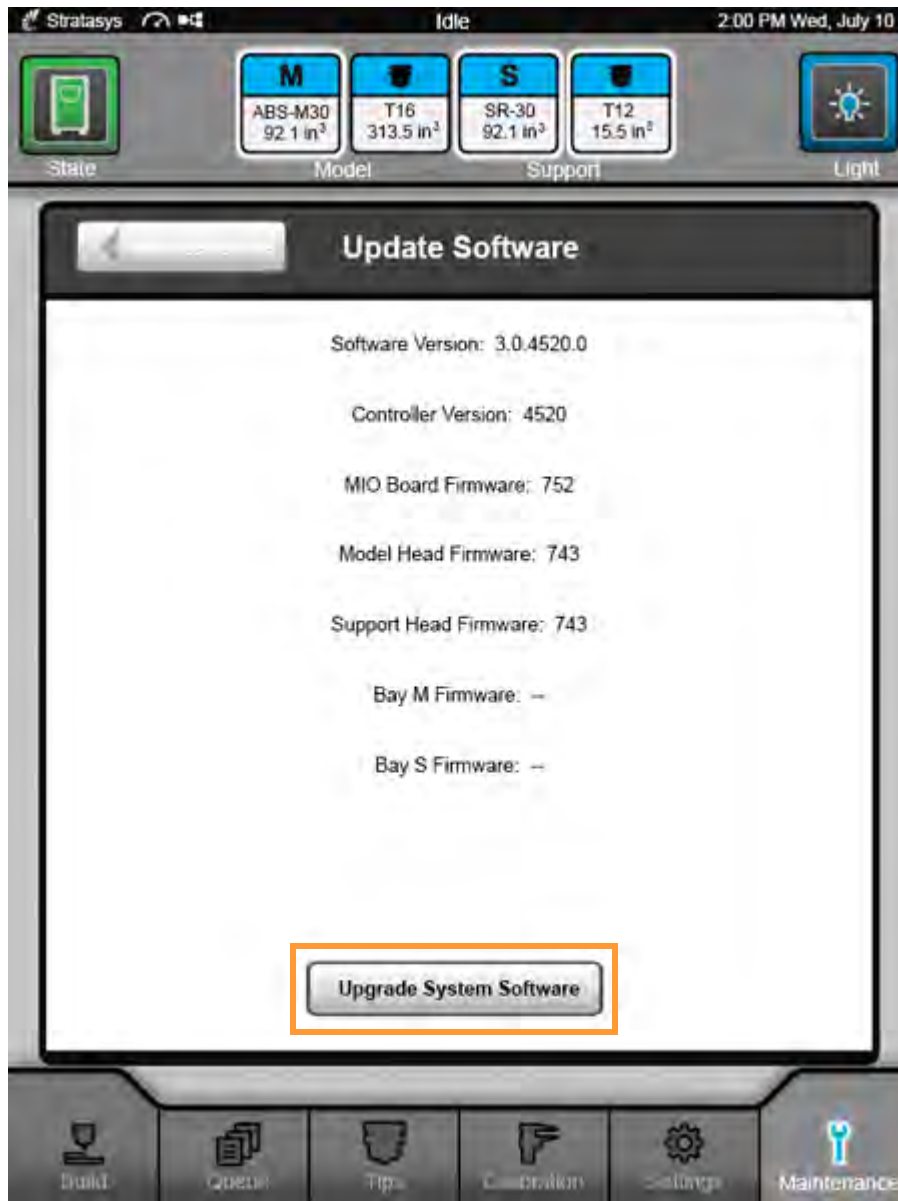 Stratasys
Idle
2:00 PM Wed, July 10
M
ABS-M30
92.1 in³
T16
313.5 in³
S
SR-30
92.1 in³
T12
15.5 in³
State
Model
Support
Light
Update Software
Software Version: 3.0.4520.0
Controller Version: 4520
MIO Board Firmware: 752
Model Head Firmware: 743
Support Head Firmware: 743
Bay M Firmware: --
Bay S Firmware: --
Upgrade System Software
Build
Queue
Tips
Calibration
Settings
Maintenance